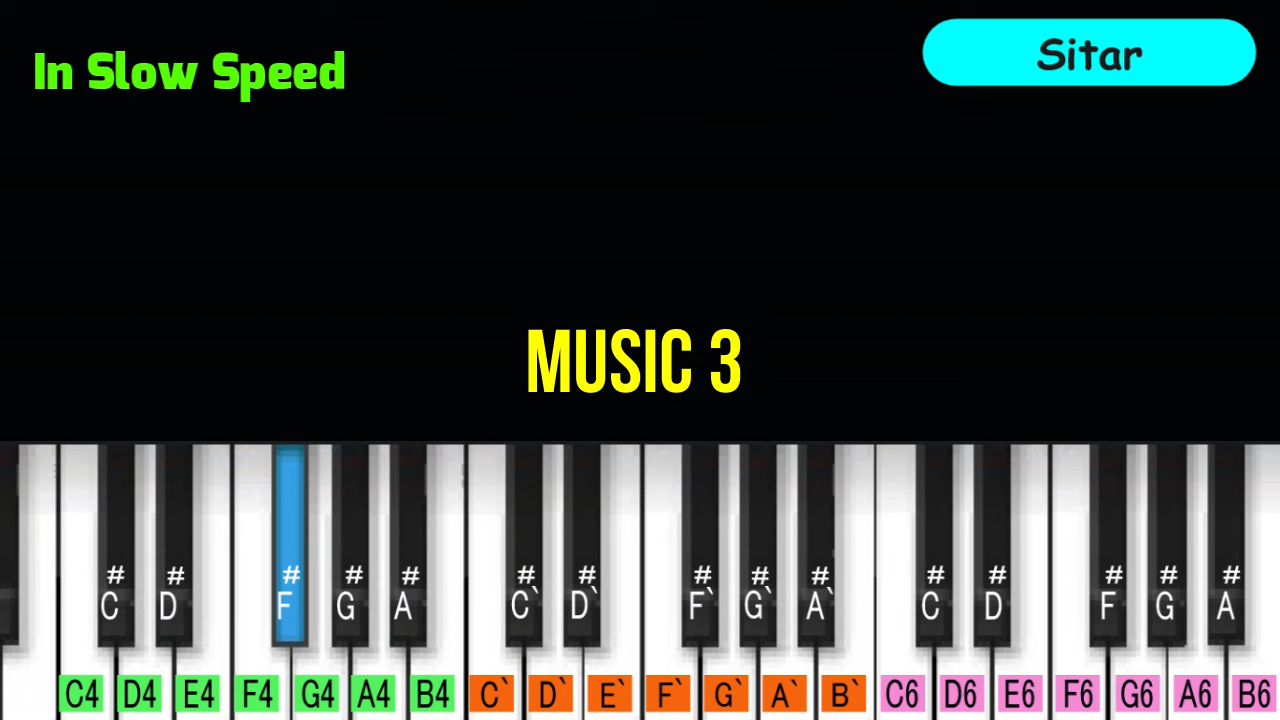 In Slow Speed
Sitar
MUSIC 3
# # # # # #` #` #` #` #` # # # # #
C D F G A C` D` F` G` A` C D F G A
C4 D4 E4 F4 G4 A4 B4 C` D` E` F` G` A` B` C6 D6 E6 F6 G6 A6 B6